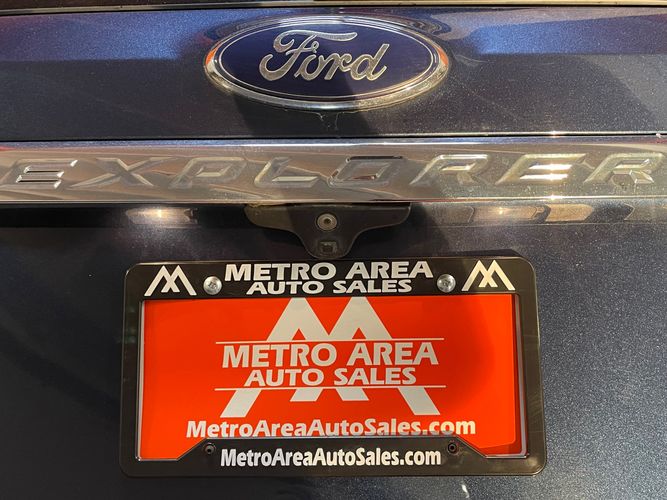 Ford
EXPLORER
METRO AREA
AUTO SALES
METRO AREA
AUTO SALES
MetroAreaAutoSales.com
MetroAreaAutoSales.com